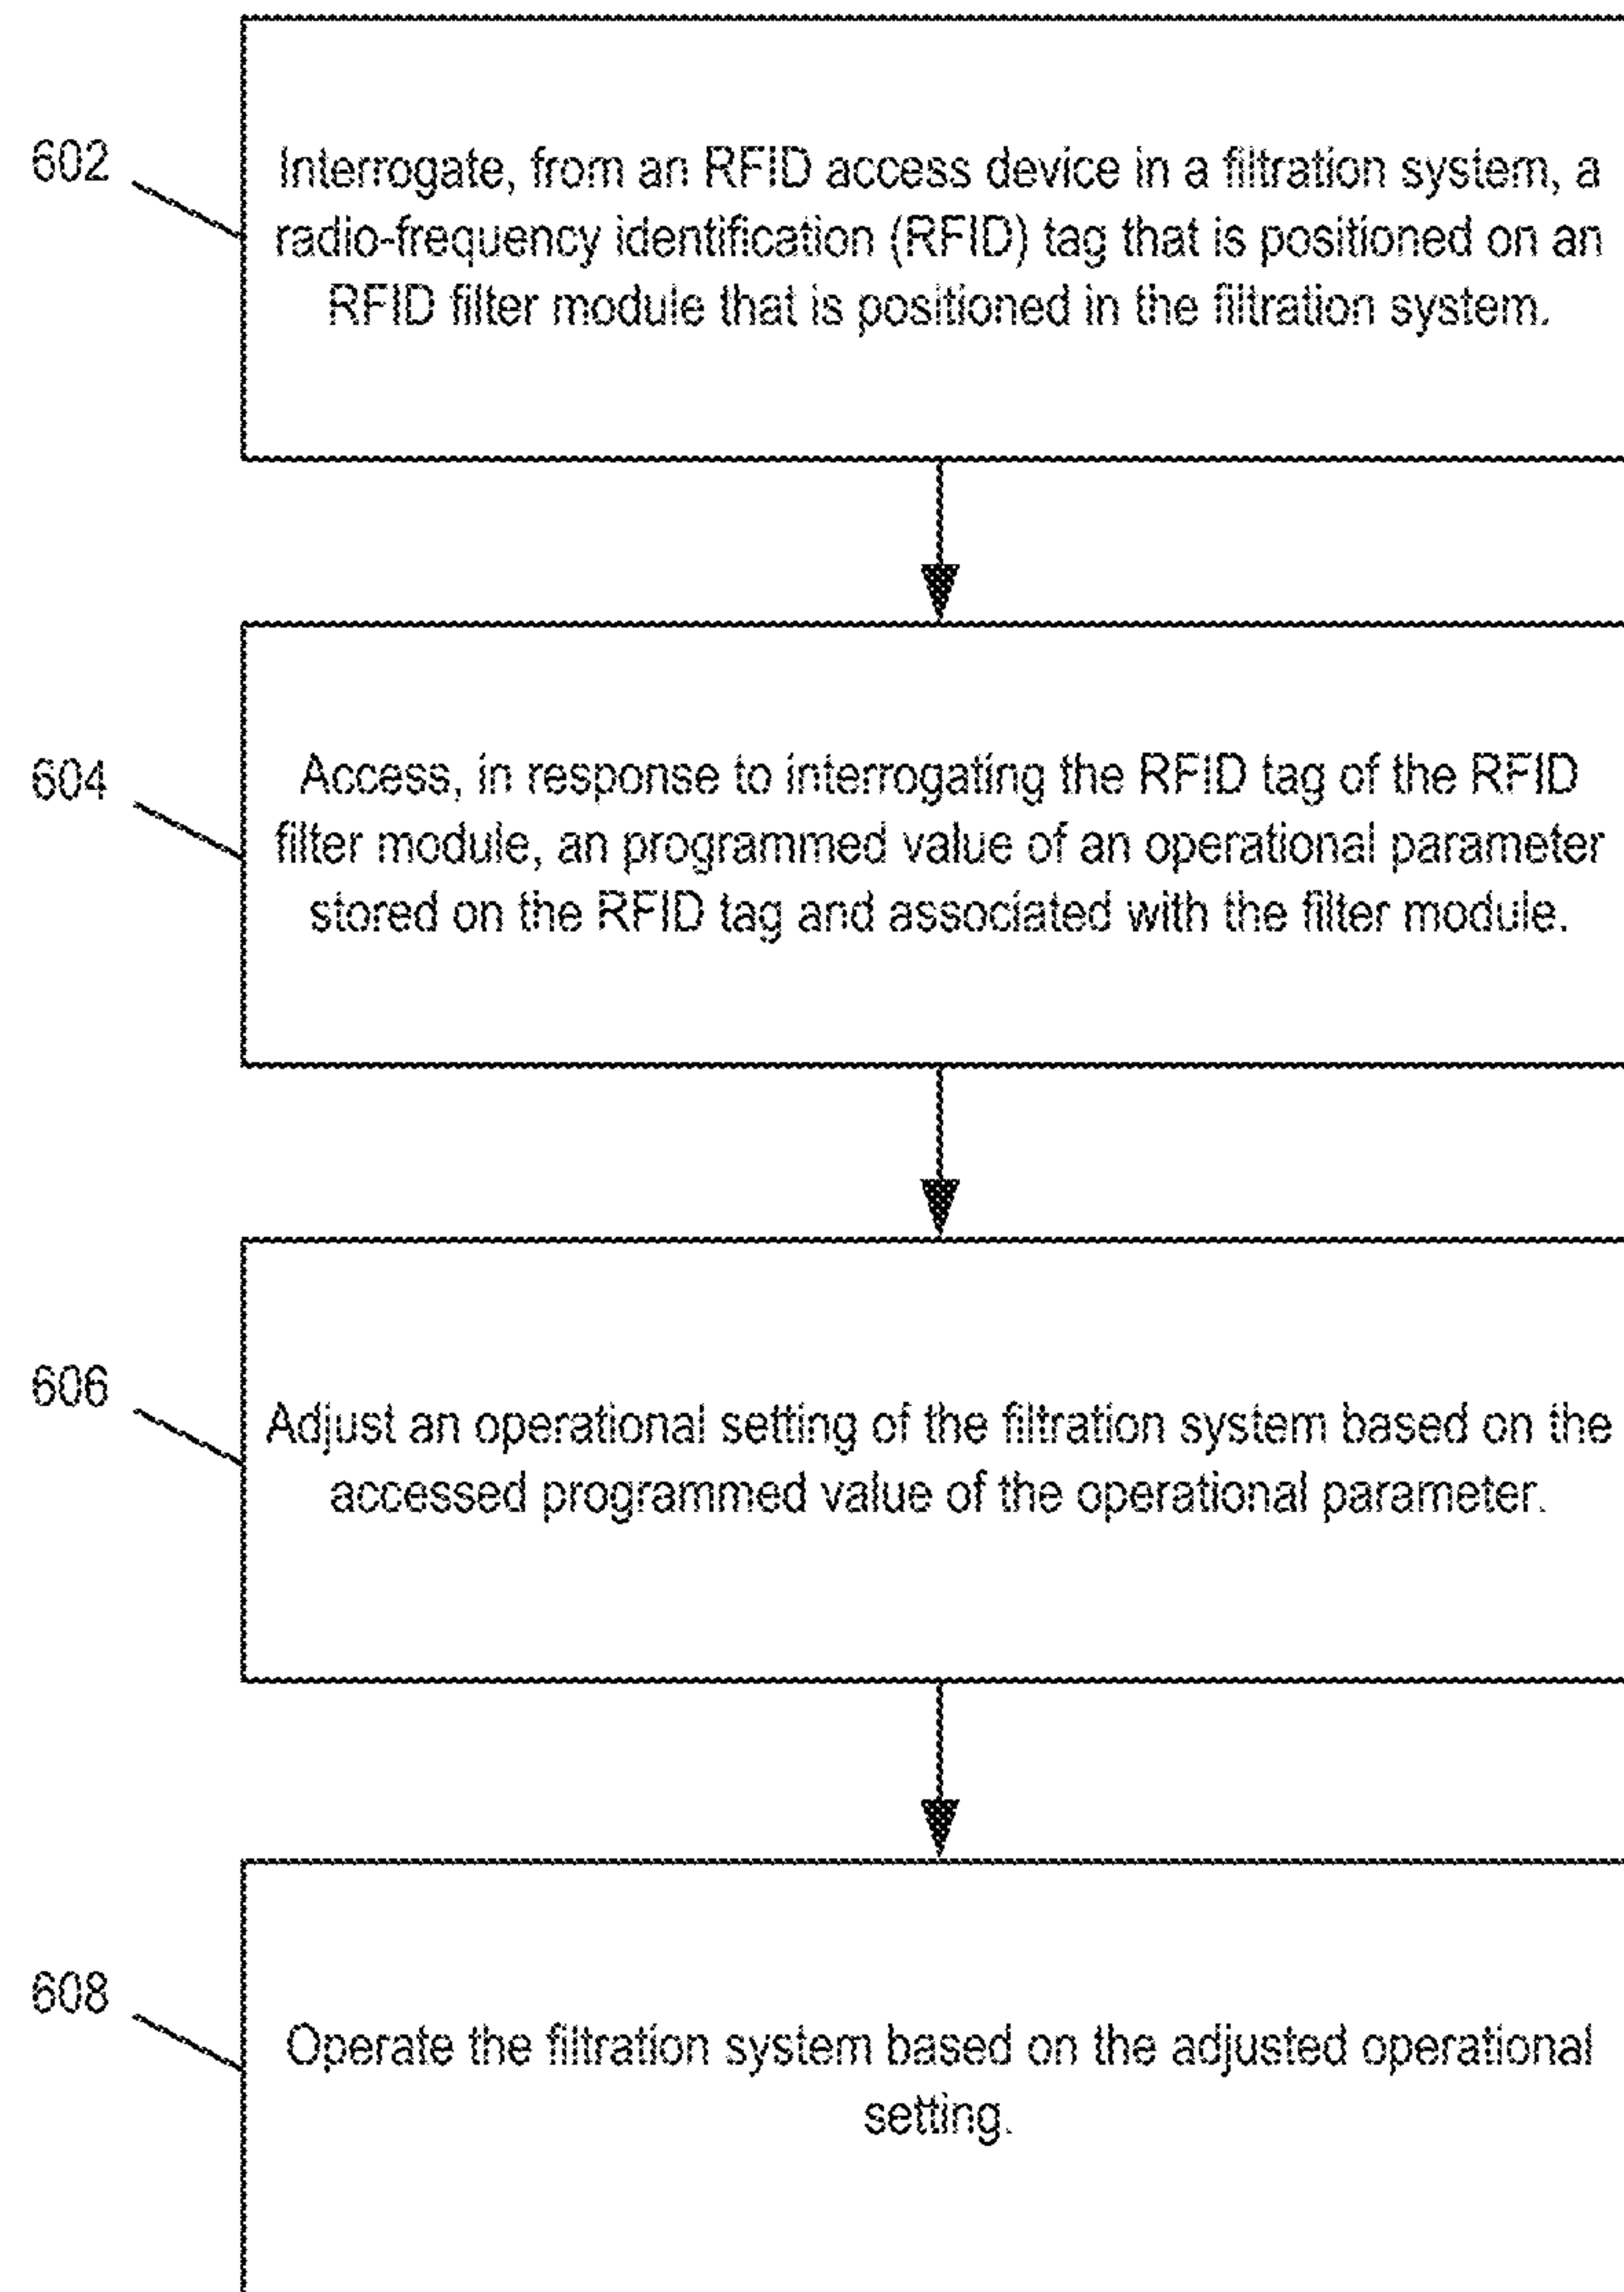 602
Interrogate, from an RFID access device in a filtration system, a
radio-frequency identification (RFID) tag that is positioned on an
RFID filter module that is positioned in the filtration system.
604
Access, in response to interrogating the RFID tag of the RFID
filter module, an programmed value of an operational parameter
stored on the RFID tag and associated with the filter module.
606
Adjust an operational setting of the filtration system based on the
accessed programmed value of the operational parameter.
608
Operate the filtration system based on the adjusted operational
setting.